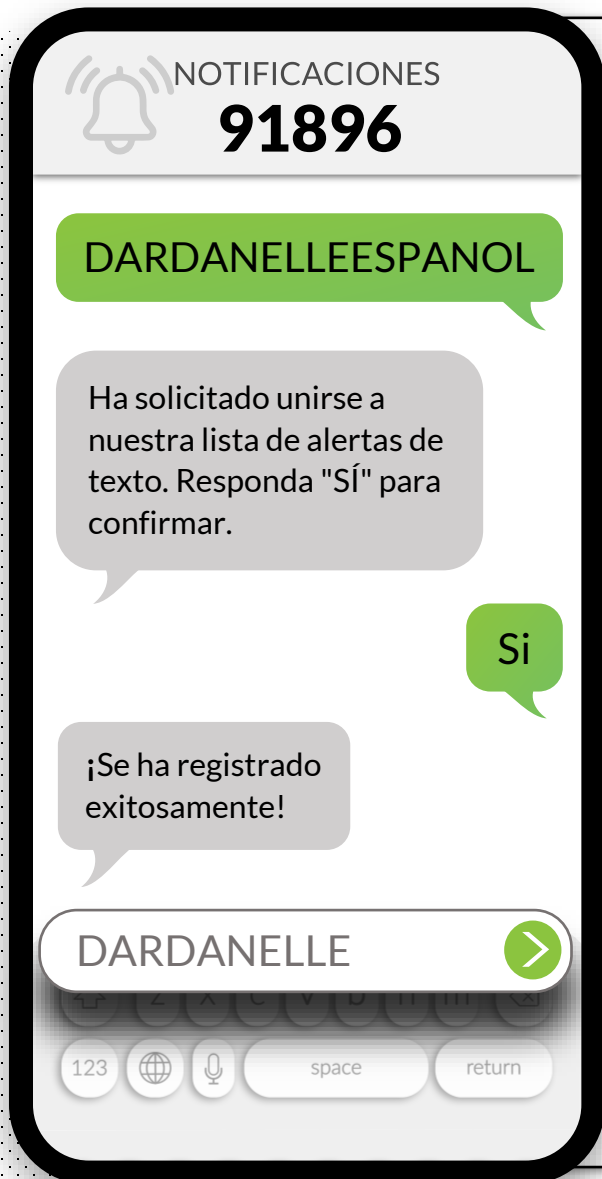 NOTIFICACIONES
91896
DARDANELLEESPANOL
Ha solicitado unirse a
nuestra lista de alertas de
texto. Responda "SÍ" para
confirmar.
Si
¡Se ha registrado
exitosamente!
DARDANELLE
z x c v b n m
123 space return